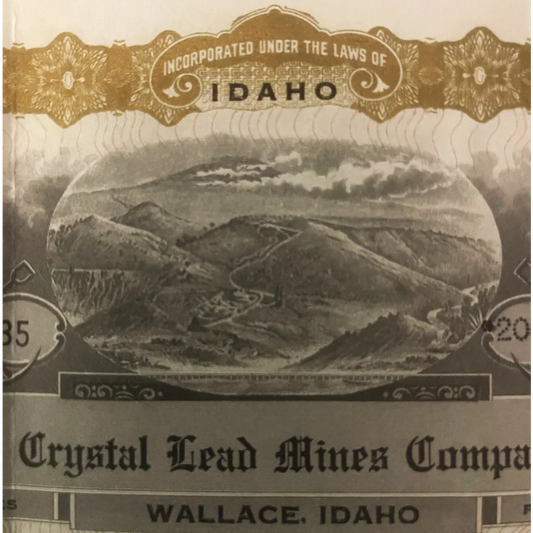 INCORPORATED UNDER THE LAWS OF
IDAHO
35
20
Crystal Lead Mines Compa
WALLACE, IDAHO